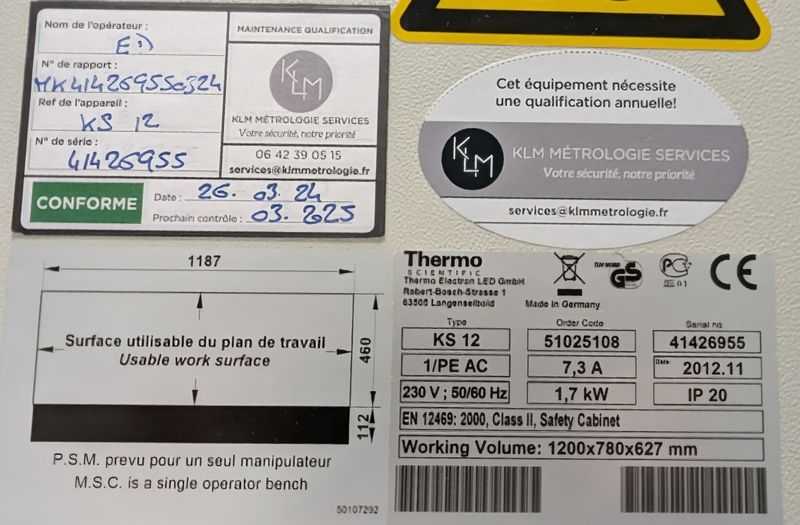 Nom de l'opérateur :
ED
N° de rapport :
MK414269550324
Ref de l'appareil :
KS 12
N° de série :
41426955
MAINTENANCE QUALIFICATION
KLM
KLM MÉTROLOGIE SERVICES
Votre sécurité, notre priorité
06 42 39 05 15
services@klmmetrologie.fr
CONFORME
Date : 26. 03. 24
Prochain contrôle : 03. 2025
Cet équipement nécessite
une qualification annuelle!
KLM
KLM MÉTROLOGIE SERVICES
Votre sécurité, notre priorité
services@klmmetrologie.fr
1187
Surface utilisable du plan de travail
Usable work surface
460
112
P.S.M. prevu pour un seul manipulateur
M.S.C. is a single operator bench
50107292
Thermo
SCIENTIFIC
Thermo Electron LED GmbH
Robert-Bosch-Strasse 1
63505 Langenselbold
Made in Germany
GS
CE
Type Order Code Serial no
KS 12 51025108 41426955
1/PE AC 7,3 A Date 2012.11
230 V ; 50/60 Hz 1,7 kW IP 20
EN 12469: 2000, Class II, Safety Cabinet
Working Volume: 1200x780x627 mm